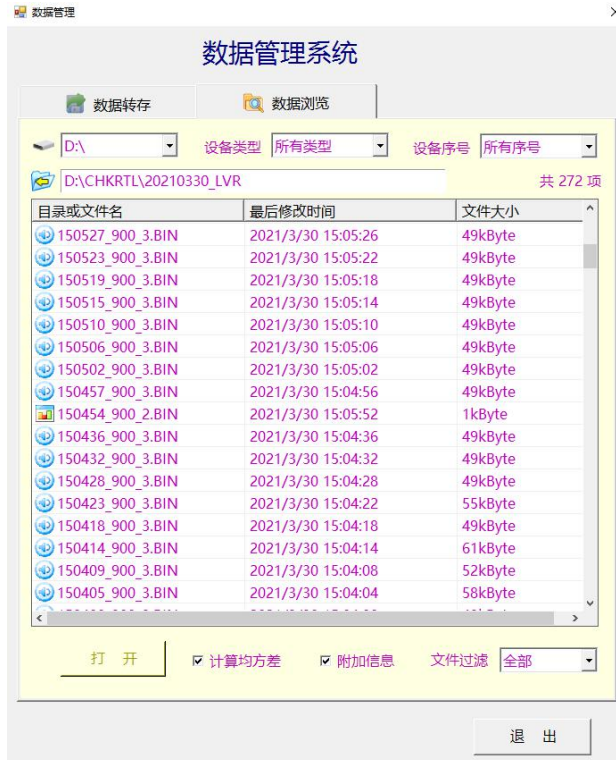 数据管理
数据管理系统
数据转存 数据浏览
D:\ 设备类型 所有类型 设备序号 所有序号
D:\CHKRTL\20210330_LVR 共 272 项
目录或文件名 最后修改时间 文件大小
150527_900_3.BIN 2021/3/30 15:05:26 49kByte
150523_900_3.BIN 2021/3/30 15:05:22 49kByte
150519_900_3.BIN 2021/3/30 15:05:18 49kByte
150515_900_3.BIN 2021/3/30 15:05:14 49kByte
150510_900_3.BIN 2021/3/30 15:05:10 49kByte
150506_900_3.BIN 2021/3/30 15:05:06 49kByte
150502_900_3.BIN 2021/3/30 15:05:02 49kByte
150457_900_3.BIN 2021/3/30 15:04:56 49kByte
150454_900_2.BIN 2021/3/30 15:05:52 1kByte
150436_900_3.BIN 2021/3/30 15:04:36 49kByte
150432_900_3.BIN 2021/3/30 15:04:32 49kByte
150428_900_3.BIN 2021/3/30 15:04:28 49kByte
150423_900_3.BIN 2021/3/30 15:04:22 55kByte
150418_900_3.BIN 2021/3/30 15:04:18 49kByte
150414_900_3.BIN 2021/3/30 15:04:14 61kByte
150409_900_3.BIN 2021/3/30 15:04:08 52kByte
150405_900_3.BIN 2021/3/30 15:04:04 58kByte
打 开 计算均方差 附加信息 文件过滤 全部
退 出